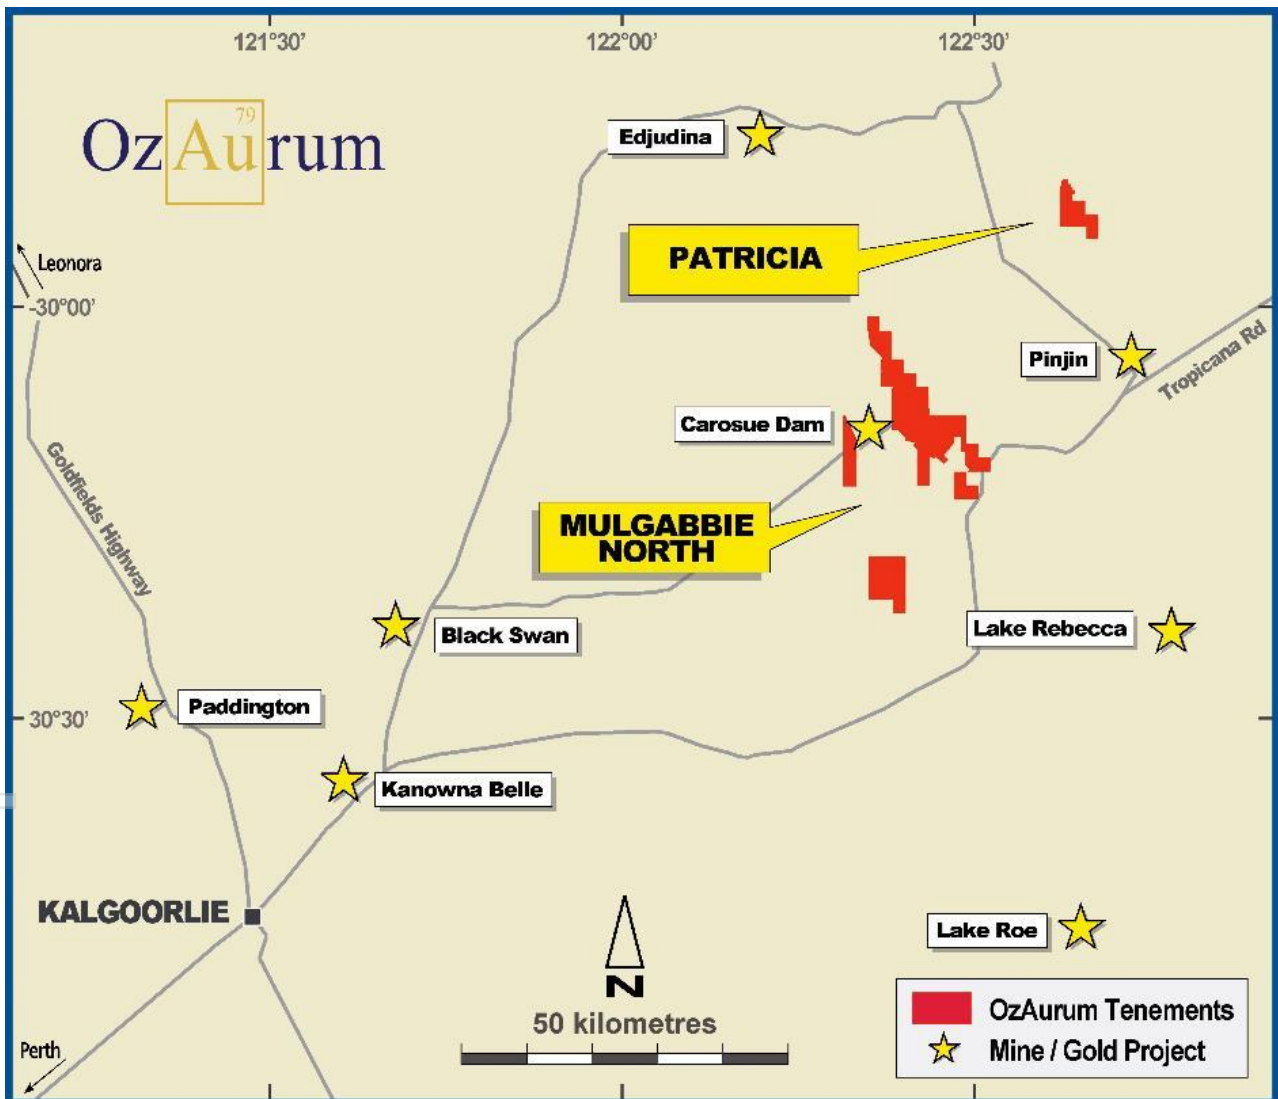 121°30’
122°00’
122°30’
79
OzAurum
Edjudina
PATRICIA
Leonora
-30°00’
Pinjin
Tropicana Rd
Carosue Dam
Goldfields Highway
MULGABBIE
NORTH
Black Swan
Lake Rebecca
Paddington
30°30’
Kanowna Belle
KALGOORLIE
Lake Roe
N
50 kilometres
OzAurum Tenements
Mine / Gold Project
Perth